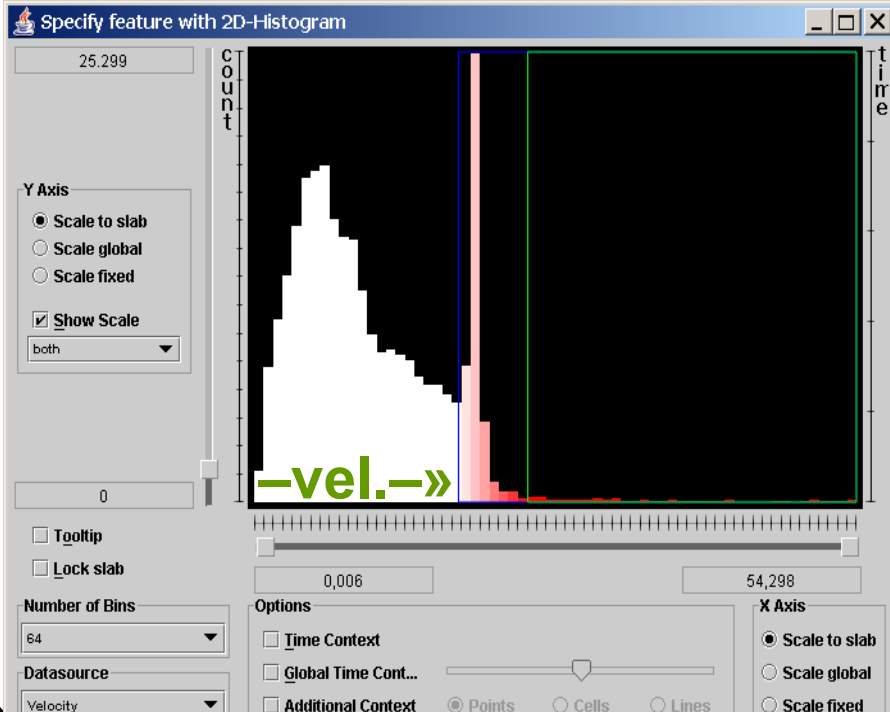 Specify feature with 2D-Histogram
25.299
count
time
Y Axis
Scale to slab
Scale global
Scale fixed
Show Scale
both
–vel.–»
0
Tooltip
Lock slab
0,006
54,298
Number of Bins
64
Options
Time Context
Global Time Cont...
Additional Context
Points
Cells
Lines
X Axis
Scale to slab
Scale global
Scale fixed
Datasource
Velocity